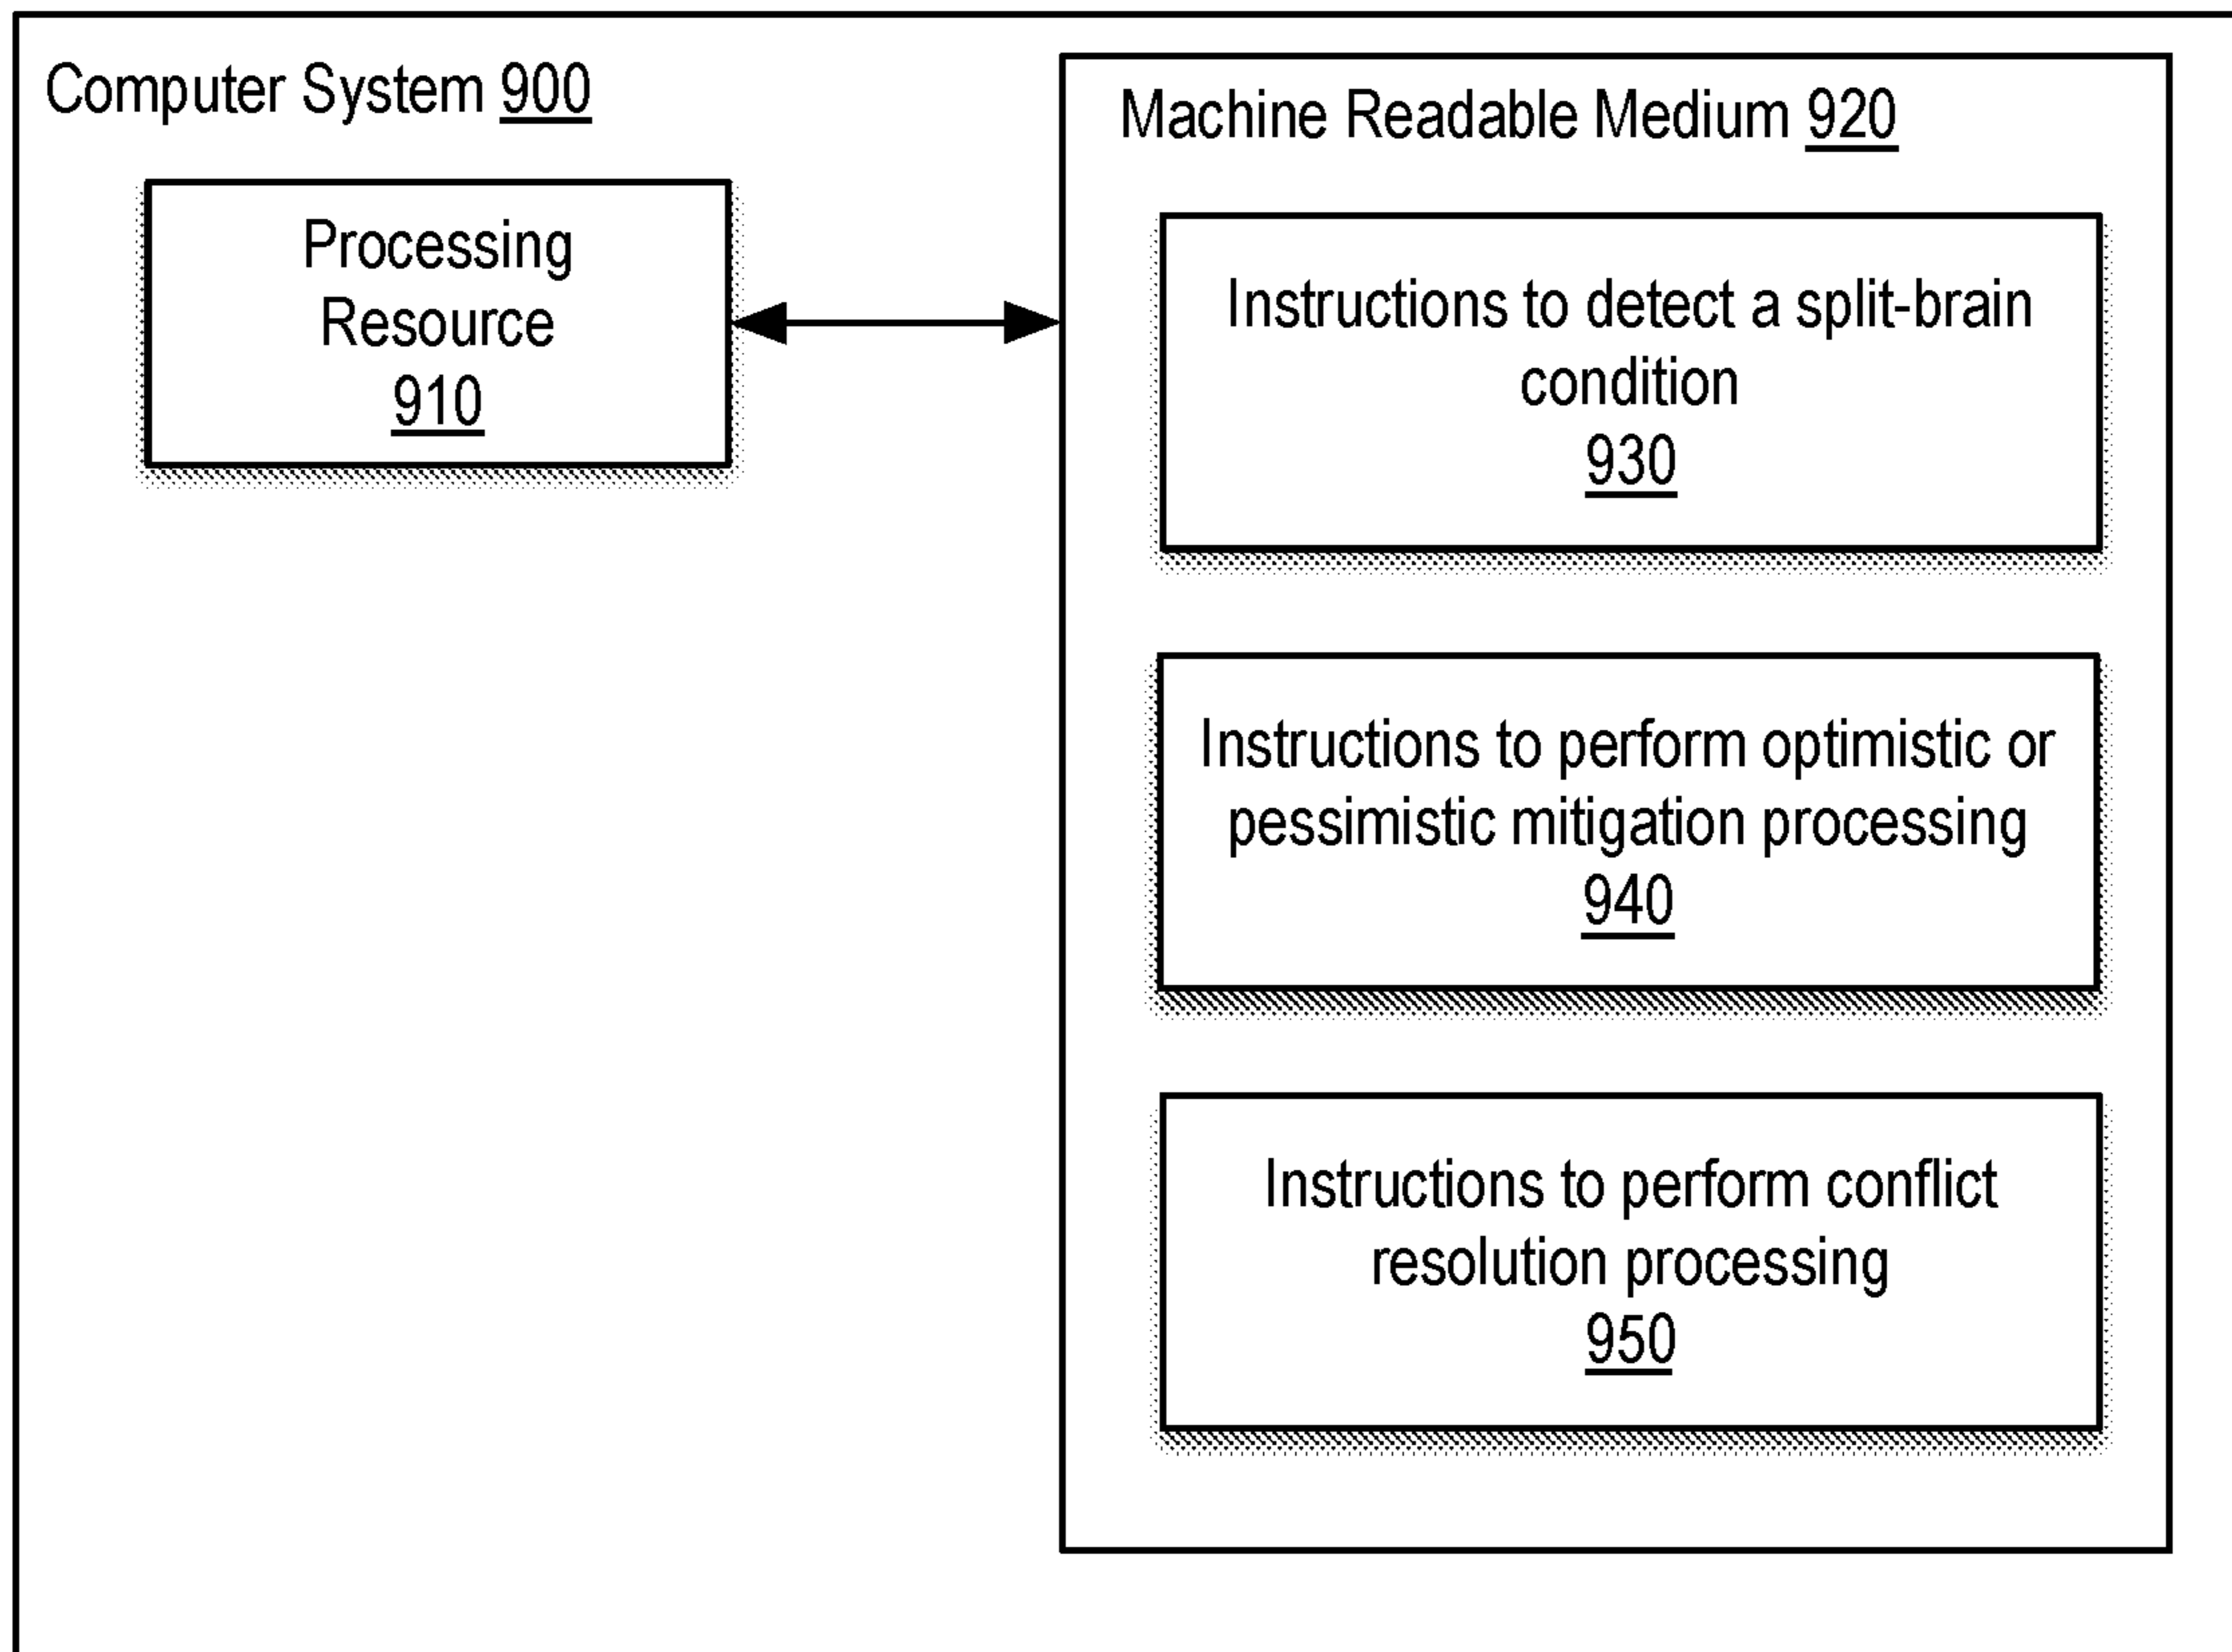 Computer System 900
Processing
Resource
910
Machine Readable Medium 920
Instructions to detect a split-brain
condition
930
Instructions to perform optimistic or
pessimistic mitigation processing
940
Instructions to perform conflict
resolution processing
950